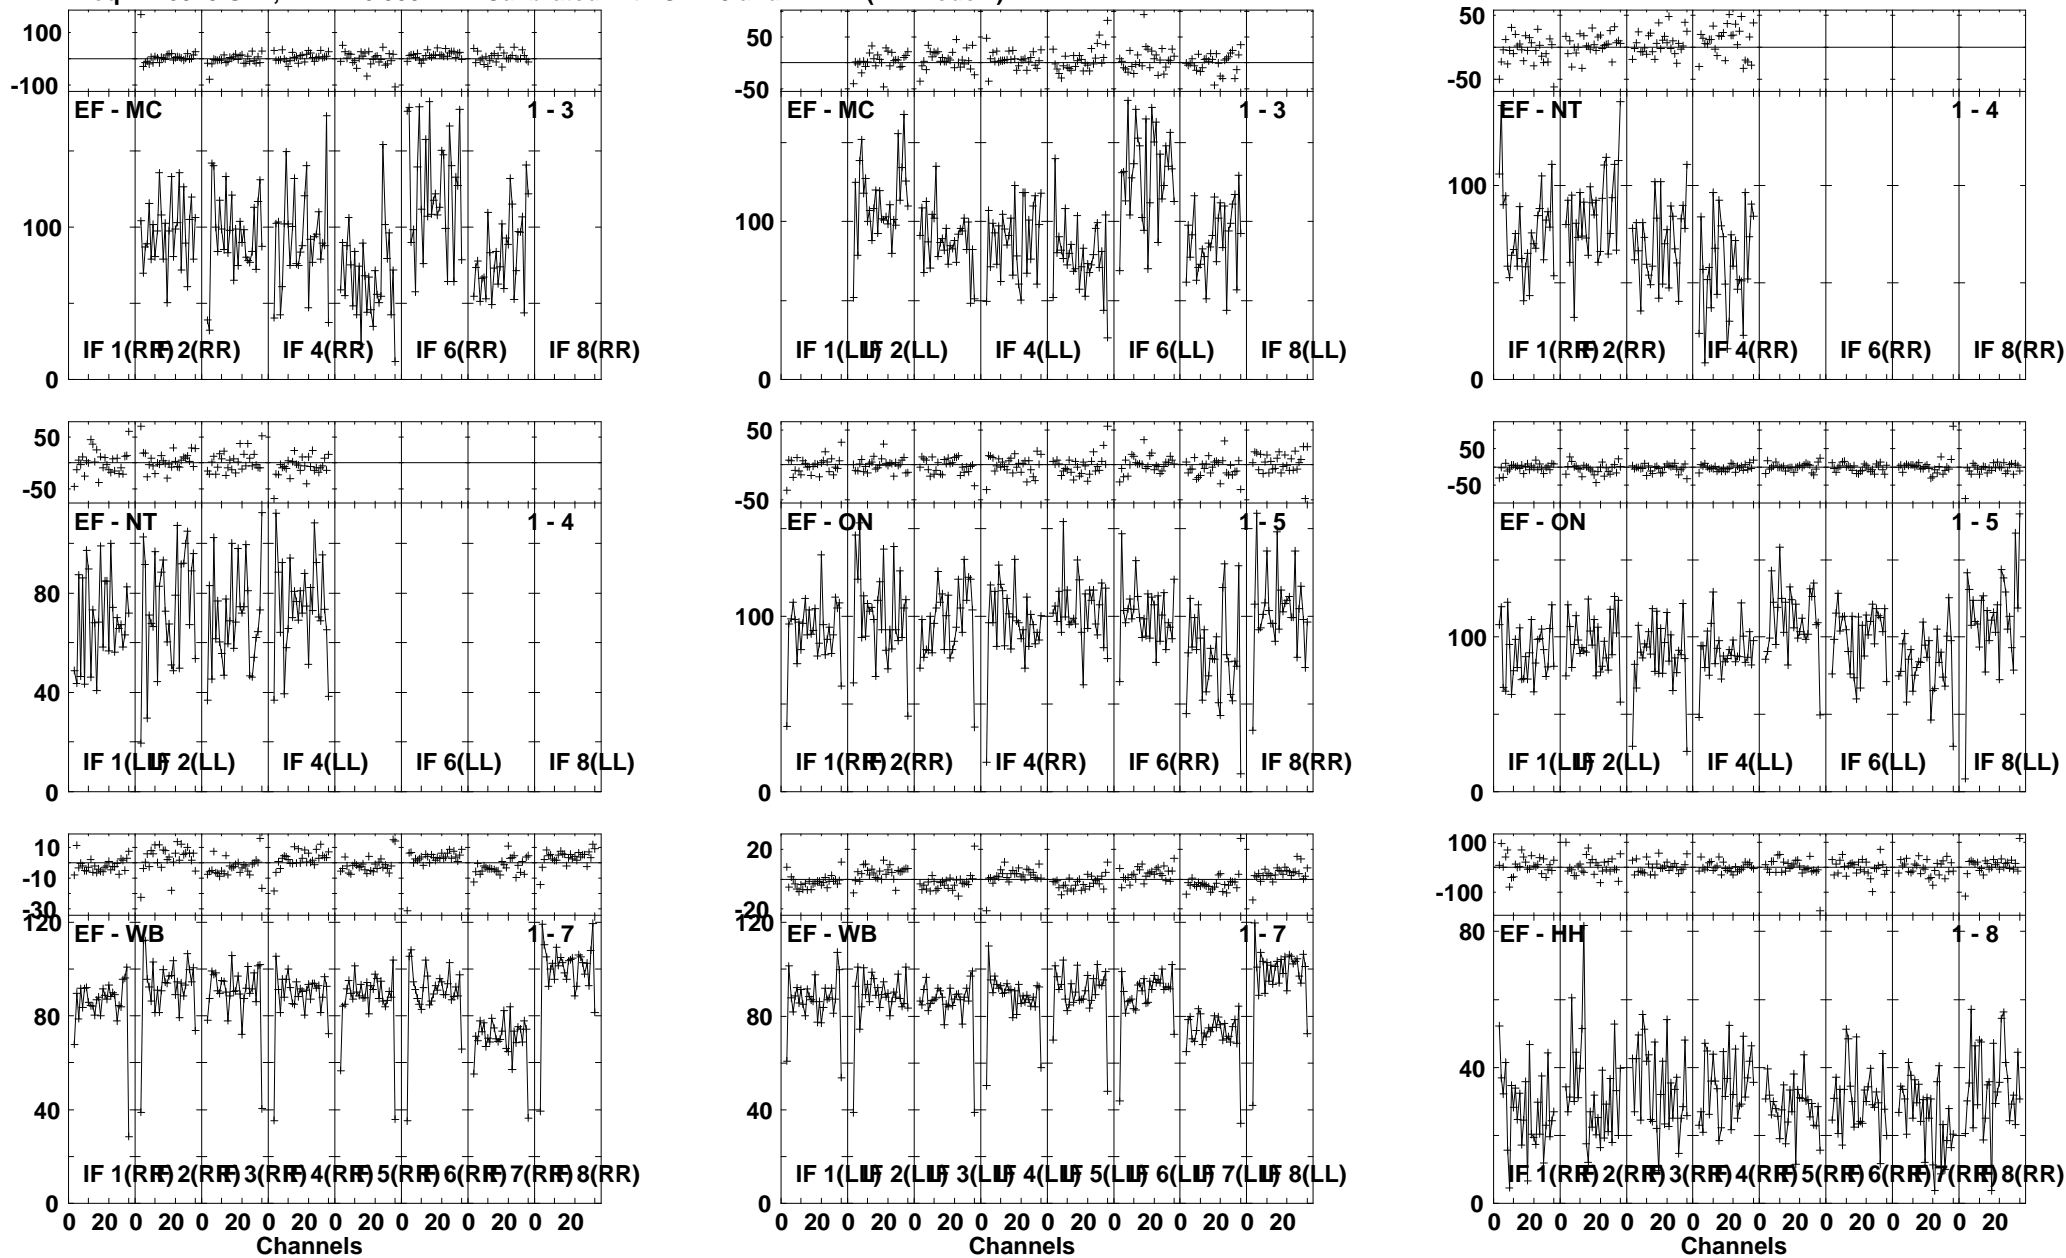 100
-100
EF - MC 1 - 3
100
IF 1(RR) IF 2(RR) IF 4(RR) IF 6(RR) IF 8(RR)
0
50
-50
EF - MC 1 - 3
100
IF 1(LL) IF 2(LL) IF 4(LL) IF 6(LL) IF 8(LL)
0
50
-50
EF - NT 1 - 4
100
IF 1(RR) IF 2(RR) IF 4(RR) IF 6(RR) IF 8(RR)
0
50
-50
EF - NT 1 - 4
80
40
IF 1(LL) IF 2(LL) IF 4(LL) IF 6(LL) IF 8(LL)
0
50
-50
EF - ON 1 - 5
100
IF 1(RR) IF 2(RR) IF 4(RR) IF 6(RR) IF 8(RR)
0
50
-50
EF - ON 1 - 5
100
IF 1(LL) IF 2(LL) IF 4(LL) IF 6(LL) IF 8(LL)
0
10
-10
-30
120
EF - WB 1 - 7
80
40
IF 1(RR) IF 2(RR) IF 3(RR) IF 4(RR) IF 5(RR) IF 6(RR) IF 7(RR) IF 8(RR)
0
0 20 0 20 0 20 0 20 0 20 0 20 0 20 0 20
Channels
20
-20
120
EF - WB 1 - 7
80
40
IF 1(LL) IF 2(LL) IF 3(LL) IF 4(LL) IF 5(LL) IF 6(LL) IF 7(LL) IF 8(LL)
0
0 20 0 20 0 20 0 20 0 20 0 20 0 20 0 20
Channels
100
-100
80
EF - HH 1 - 8
40
IF 1(RR) IF 2(RR) IF 3(RR) IF 4(RR) IF 5(RR) IF 6(RR) IF 7(RR) IF 8(RR)
0
0 20 0 20 0 20 0 20 0 20 0 20 0 20 0 20
Channels